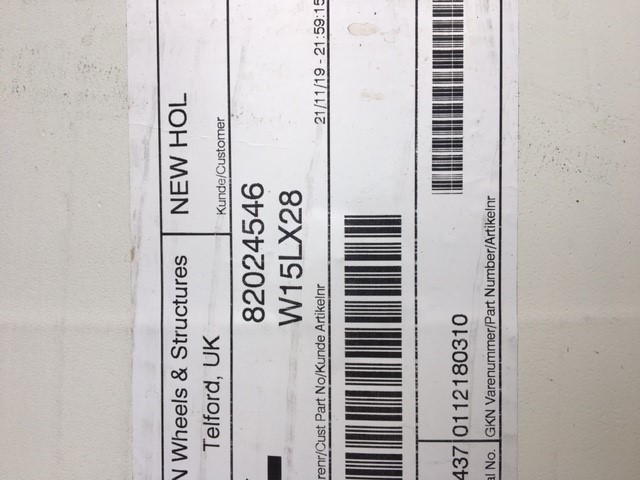 N Wheels & Structures
Telford, UK
NEW HOL
Kunde/Customer
82024546
W15LX28
renr/Cust Part No/Kunde Artikelnr
21/11/19 - 21:59:15
437
0112180310
al No.
GKN Varenummer/Part Number/Artikelnr